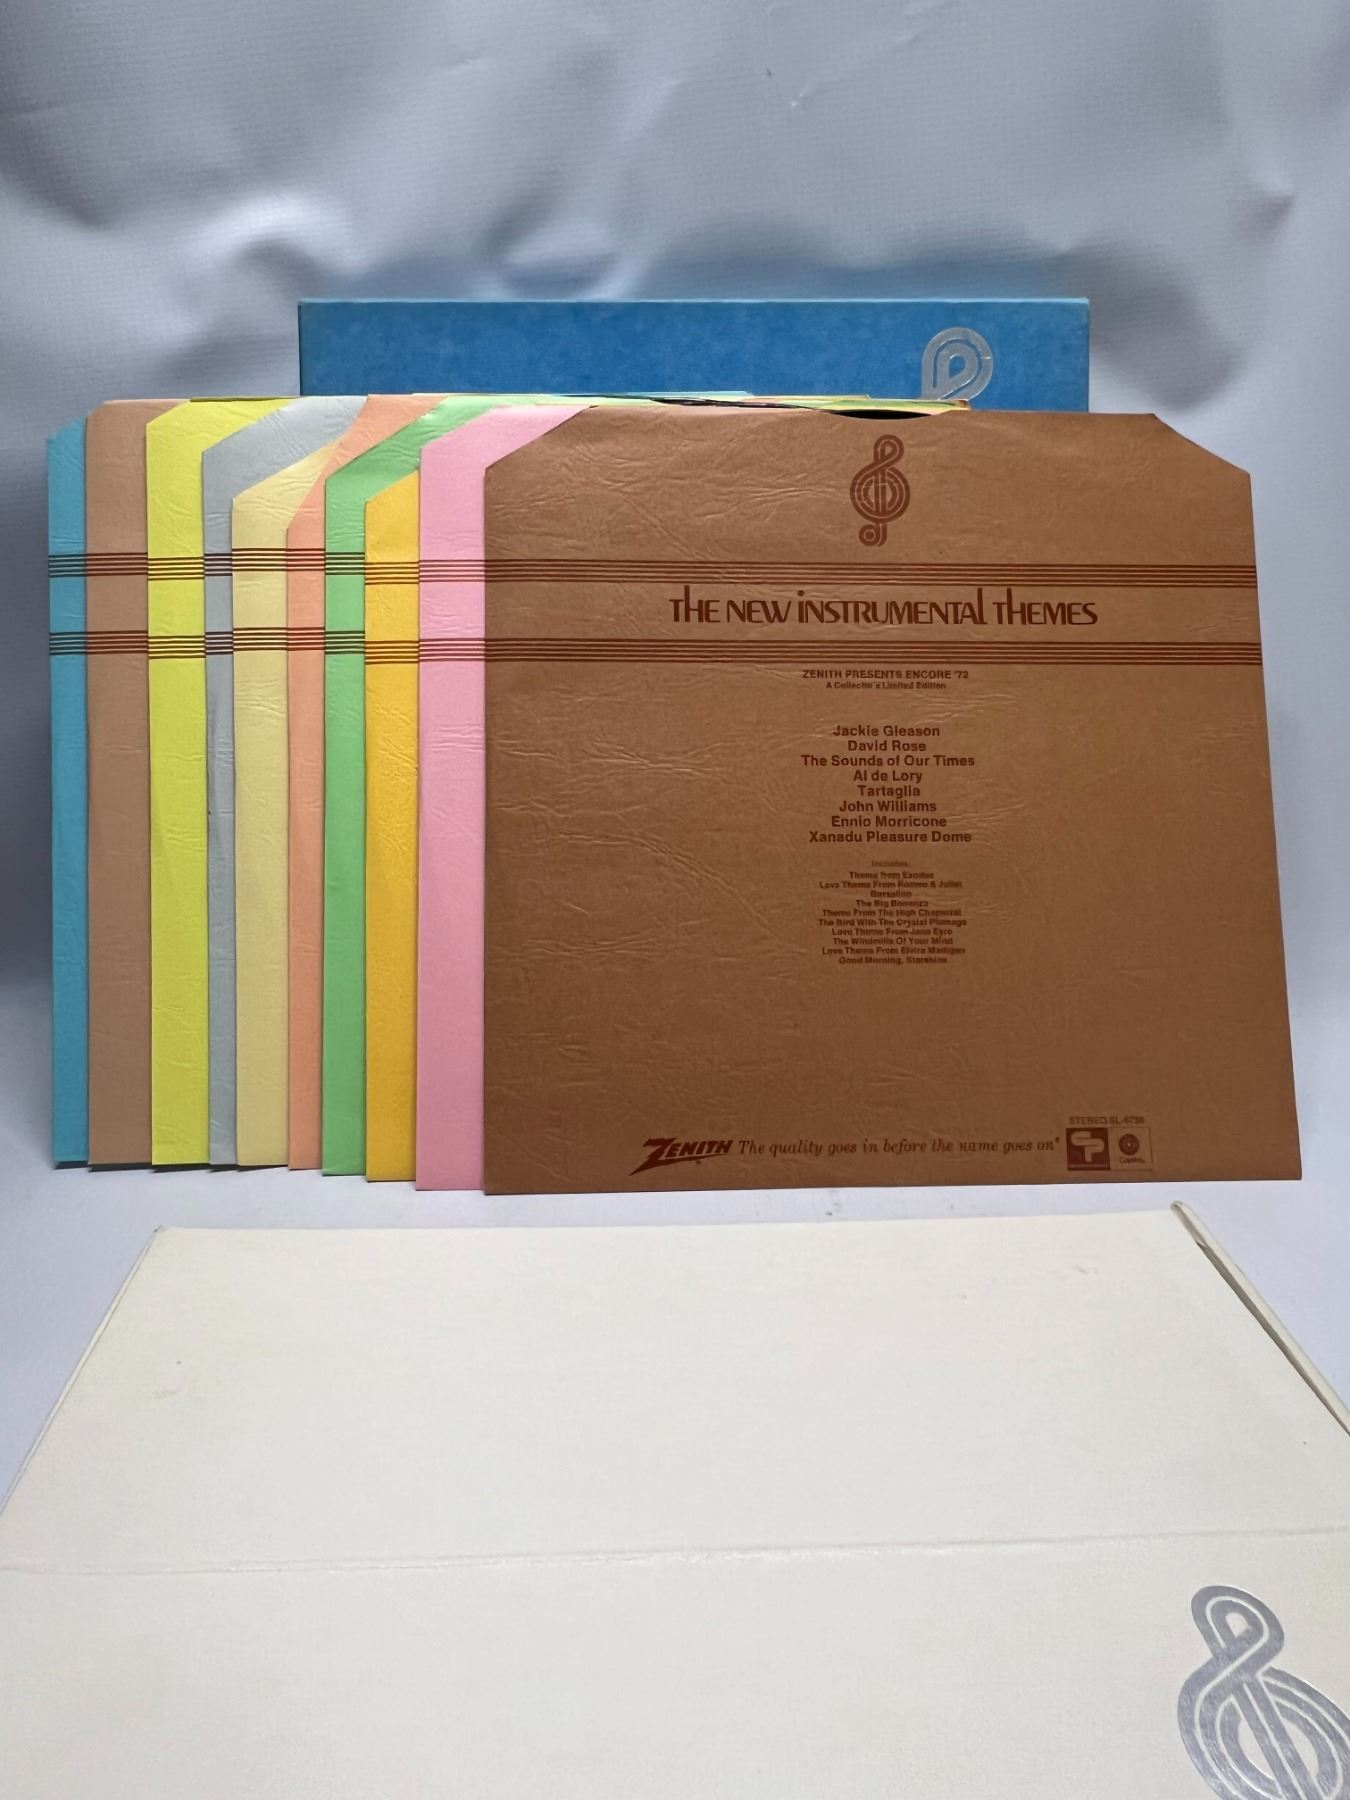 THE NEW INSTRUMENTAL THEMES
ZENITH PRESENTS ENCORE '72
A Collector's Limited Edition
Jackie Gleason
David Rose
The Sounds of Our Times
Al de Lory
Tartaglia
John Williams
Ennio Morricone
Xanadu Pleasure Dome
Includes:
Theme from Exodus
Love Theme From Romeo & Juliet
Borsalino
The Big Bonanza
Theme From The High Chaparral
The Bird With The Crystal Plumage
Love Theme From Jane Eyre
The Windmills Of Your Mind
Love Theme From Elvira Madigan
Good Morning, Starshine
STEREO SL-6736
ZENITH The quality goes in before the name goes on®
Capitol